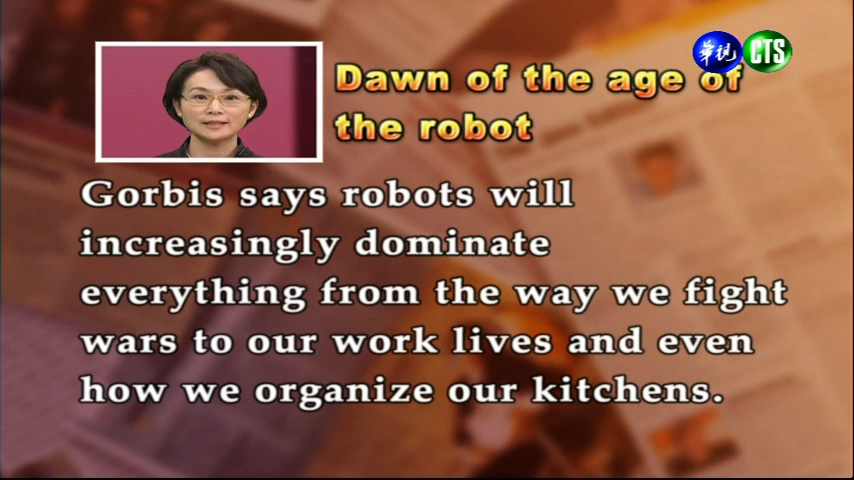 華視 CTS
Dawn of the age of
the robot
Gorbis says robots will
increasingly dominate
everything from the way we fight
wars to our work lives and even
how we organize our kitchens.